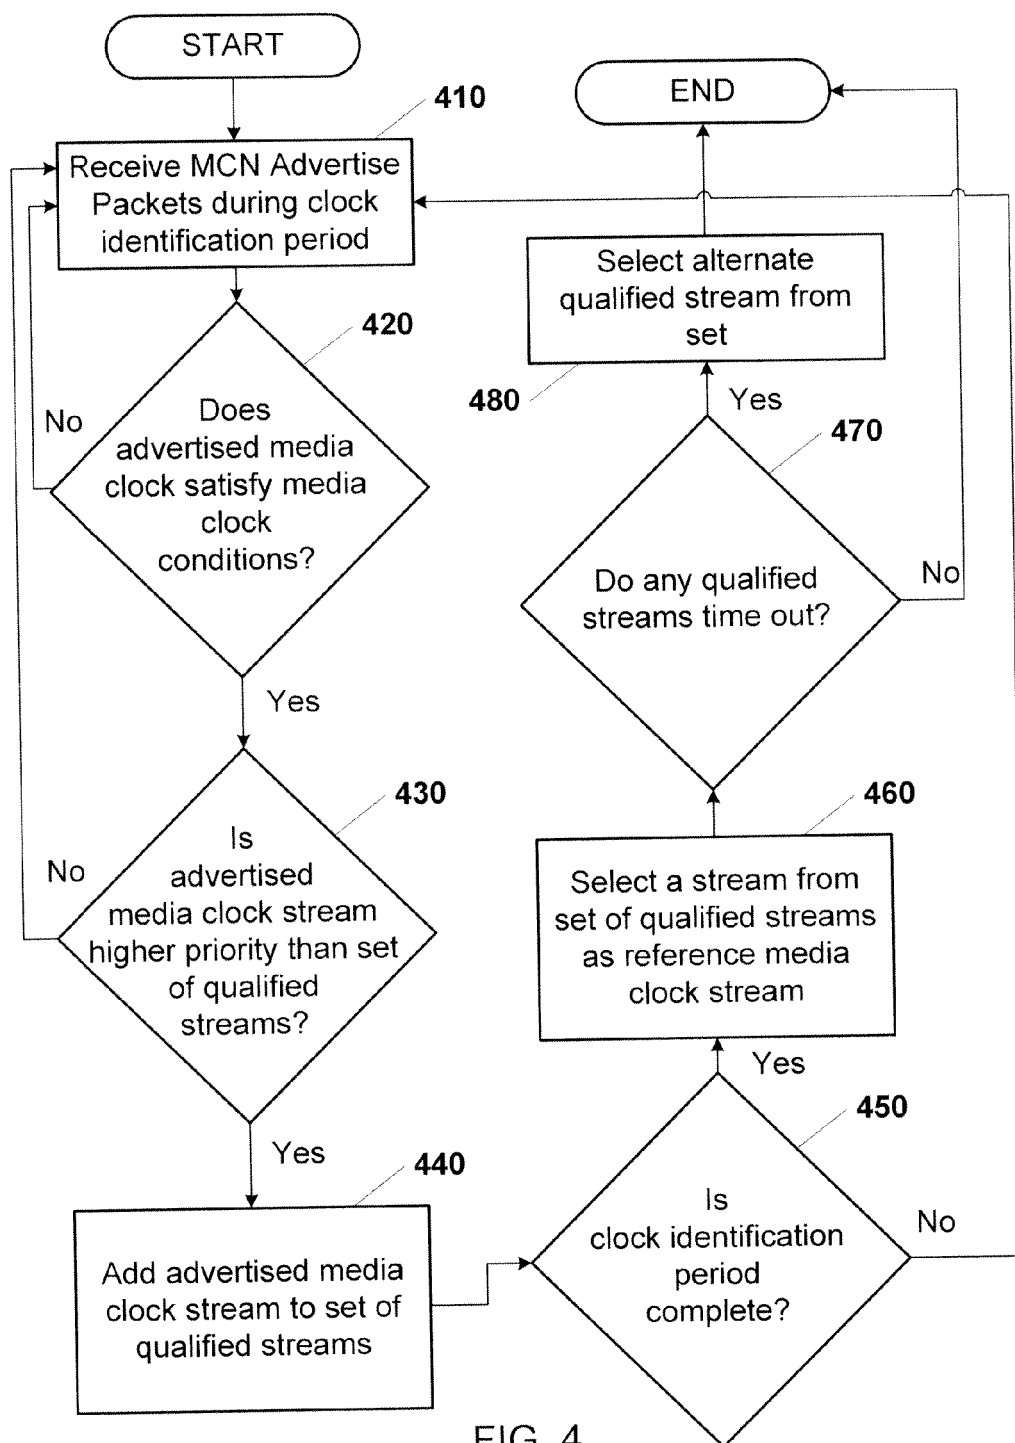 START
410
Receive MCN Advertise
Packets during clock
identification period
420
No
Does
advertised media
clock satisfy media
clock
conditions?
Yes
430
No
Is
advertised
media clock stream
higher priority than set
of qualified
streams?
Yes
440
Add advertised media
clock stream to set of
qualified streams
450
Is
clock identification
period
complete?
No
Yes
460
Select a stream from
set of qualified streams
as reference media
clock stream
470
Do any qualified
streams time out?
No
Yes
480
Select alternate
qualified stream from
set
END
FIG. 4